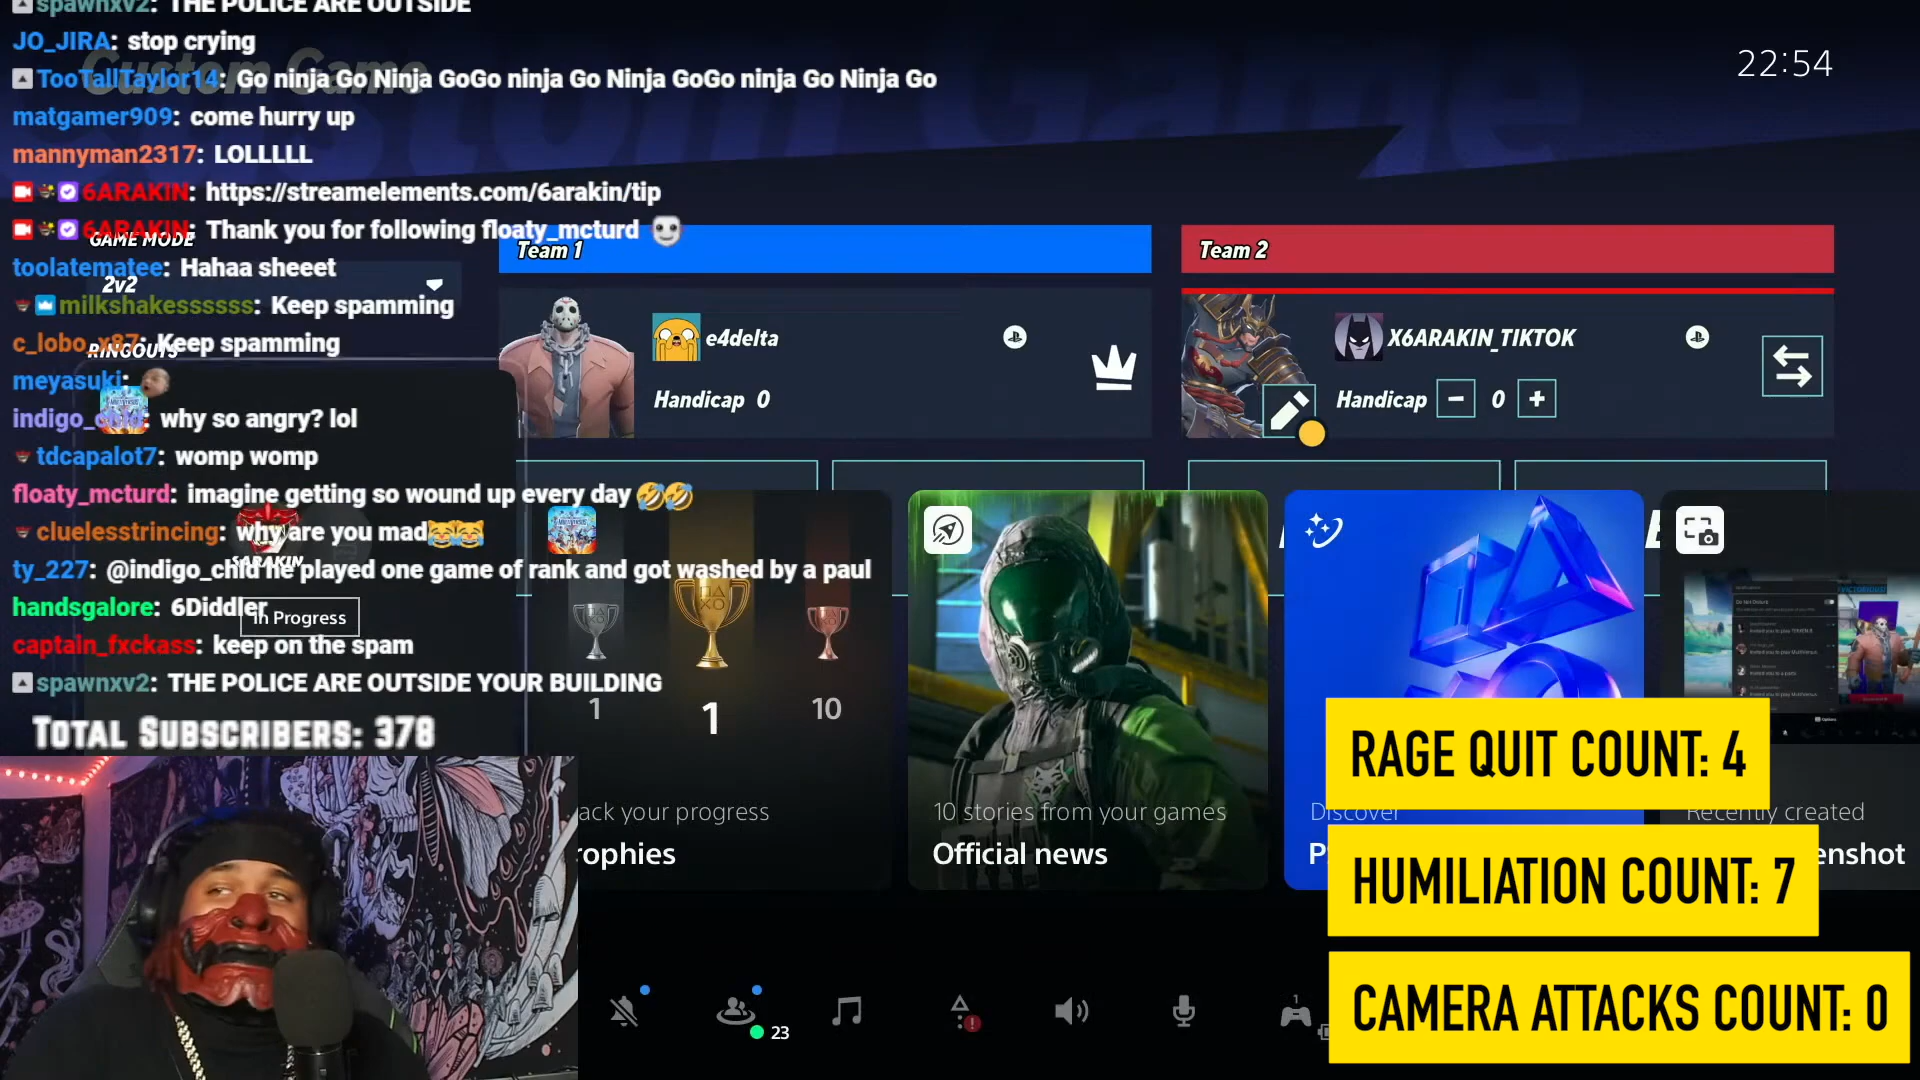 spawnxv2: THE POLICE ARE OUTSIDE
JO_JIRA: stop crying
TooTallTaylor14: Go ninja Go Ninja GoGo ninja Go Ninja GoGo ninja Go Ninja Go
matgamer909: come hurry up
mannyman2317: LOLLLLL
6ARAKIN: https://streamelements.com/6arakin/tip
6ARAKIN: Thank you for following floaty_mcturd
toolatematee: Hahaa sheeet
milkshakessssss: Keep spamming
c_lobo_x87: Keep spamming
meyasuki:
indigo_child: why so angry? lol
tdcapalot7: womp womp
floaty_mcturd: imagine getting so wound up every day 🤣🤣
cluelesstrincing: why are you mad😹😹
ty_227: @indigo_chld he played one game of rank and got washed by a paul
handsgalore: 6Diddler
captain_fxckass: keep on the spam
spawnxv2: THE POLICE ARE OUTSIDE YOUR BUILDING
TOTAL SUBSCRIBERS: 378
Custom Game
22:54
GAME MODE
2v2
RINGOUTS
In Progress
Team 1
e4delta
Handicap 0
Team 2
X6ARAKIN_TIKTOK
Handicap − 0 +
1
1
10
ack your progress
rophies
10 stories from your games
Official news
Discover
Recently created
enshot
23
RAGE QUIT COUNT: 4
HUMILIATION COUNT: 7
CAMERA ATTACKS COUNT: 0